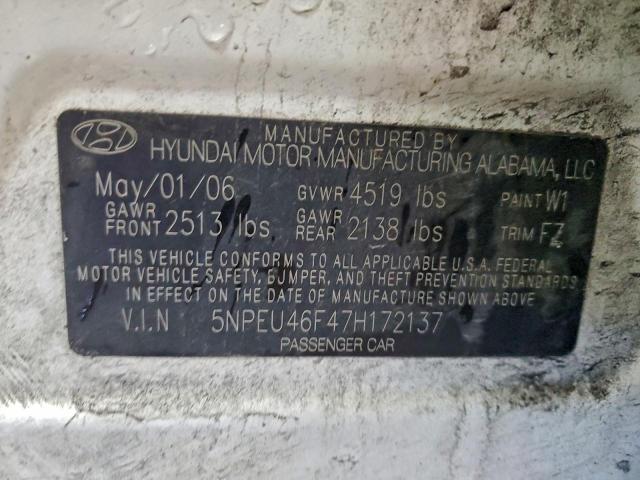 MANUFACTURED BY
HYUNDAI MOTOR MANUFACTURING ALABAMA, LLC
May/01/06 GVWR 4519 lbs PAINT W1
GAWR FRONT 2513 lbs GAWR REAR 2138 lbs TRIM FZ
THIS VEHICLE CONFORMS TO ALL APPLICABLE U.S.A. FEDERAL
MOTOR VEHICLE SAFETY, BUMPER, AND THEFT PREVENTION STANDARDS
IN EFFECT ON THE DATE OF MANUFACTURE SHOWN ABOVE.
V.I.N 5NPEU46F47H172137
PASSENGER CAR